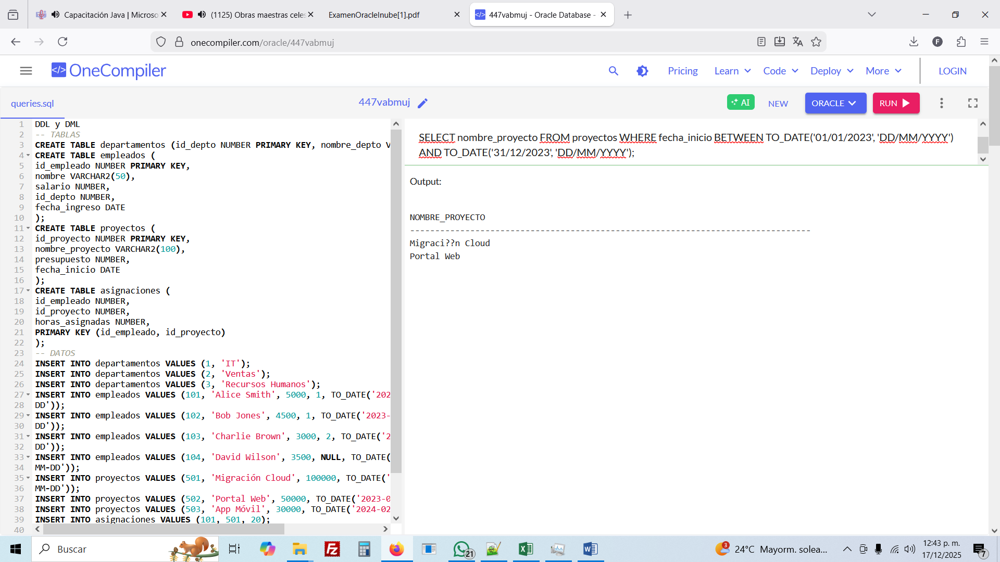 Capacitación Java | Microso
(1125) Obras maestras celes
ExamenOracleInube[1].pdf
447vabmuj - Oracle Database -
onecompiler.com/oracle/447vabmuj
F
OneCompiler
Pricing
Learn
Code
Deploy
More
LOGIN
queries.sql
447vabmuj
AI
NEW
ORACLE
RUN
1 DDL y DML
2 -- TABLAS
3 CREATE TABLE departamentos (id_depto NUMBER PRIMARY KEY, nombre_depto V
4 CREATE TABLE empleados (
5 id_empleado NUMBER PRIMARY KEY,
6 nombre VARCHAR2(50),
7 salario NUMBER,
8 id_depto NUMBER,
9 fecha_ingreso DATE
10 );
11 CREATE TABLE proyectos (
12 id_proyecto NUMBER PRIMARY KEY,
13 nombre_proyecto VARCHAR2(100),
14 presupuesto NUMBER,
15 fecha_inicio DATE
16 );
17 CREATE TABLE asignaciones (
18 id_empleado NUMBER,
19 id_proyecto NUMBER,
20 horas_asignadas NUMBER,
21 PRIMARY KEY (id_empleado, id_proyecto)
22 );
23 -- DATOS
24 INSERT INTO departamentos VALUES (1, 'IT');
25 INSERT INTO departamentos VALUES (2, 'Ventas');
26 INSERT INTO departamentos VALUES (3, 'Recursos Humanos');
27 INSERT INTO empleados VALUES (101, 'Alice Smith', 5000, 1, TO_DATE('202
28 DD'));
29 INSERT INTO empleados VALUES (102, 'Bob Jones', 4500, 1, TO_DATE('2023-
30 DD'));
31 INSERT INTO empleados VALUES (103, 'Charlie Brown', 3000, 2, TO_DATE('2
32 DD'));
33 INSERT INTO empleados VALUES (104, 'David Wilson', 3500, NULL, TO_DATE(
34 MM-DD'));
35 INSERT INTO proyectos VALUES (501, 'Migración Cloud', 100000, TO_DATE('
36 MM-DD'));
37 INSERT INTO proyectos VALUES (502, 'Portal Web', 50000, TO_DATE('2023-0
38 INSERT INTO proyectos VALUES (503, 'App Móvil', 30000, TO_DATE('2024-02
39 INSERT INTO asignaciones VALUES (101, 501, 20);
40
SELECT nombre_proyecto FROM proyectos WHERE fecha_inicio BETWEEN TO_DATE('01/01/2023', 'DD/MM/YYYY')
AND TO_DATE('31/12/2023', 'DD/MM/YYYY');
Output:
NOMBRE_PROYECTO
--------------------------------------------------------------------------------
Migraci??n Cloud
Portal Web
Buscar
21
3
24°C Mayorm. solea...
12:43 p. m.
17/12/2025
7